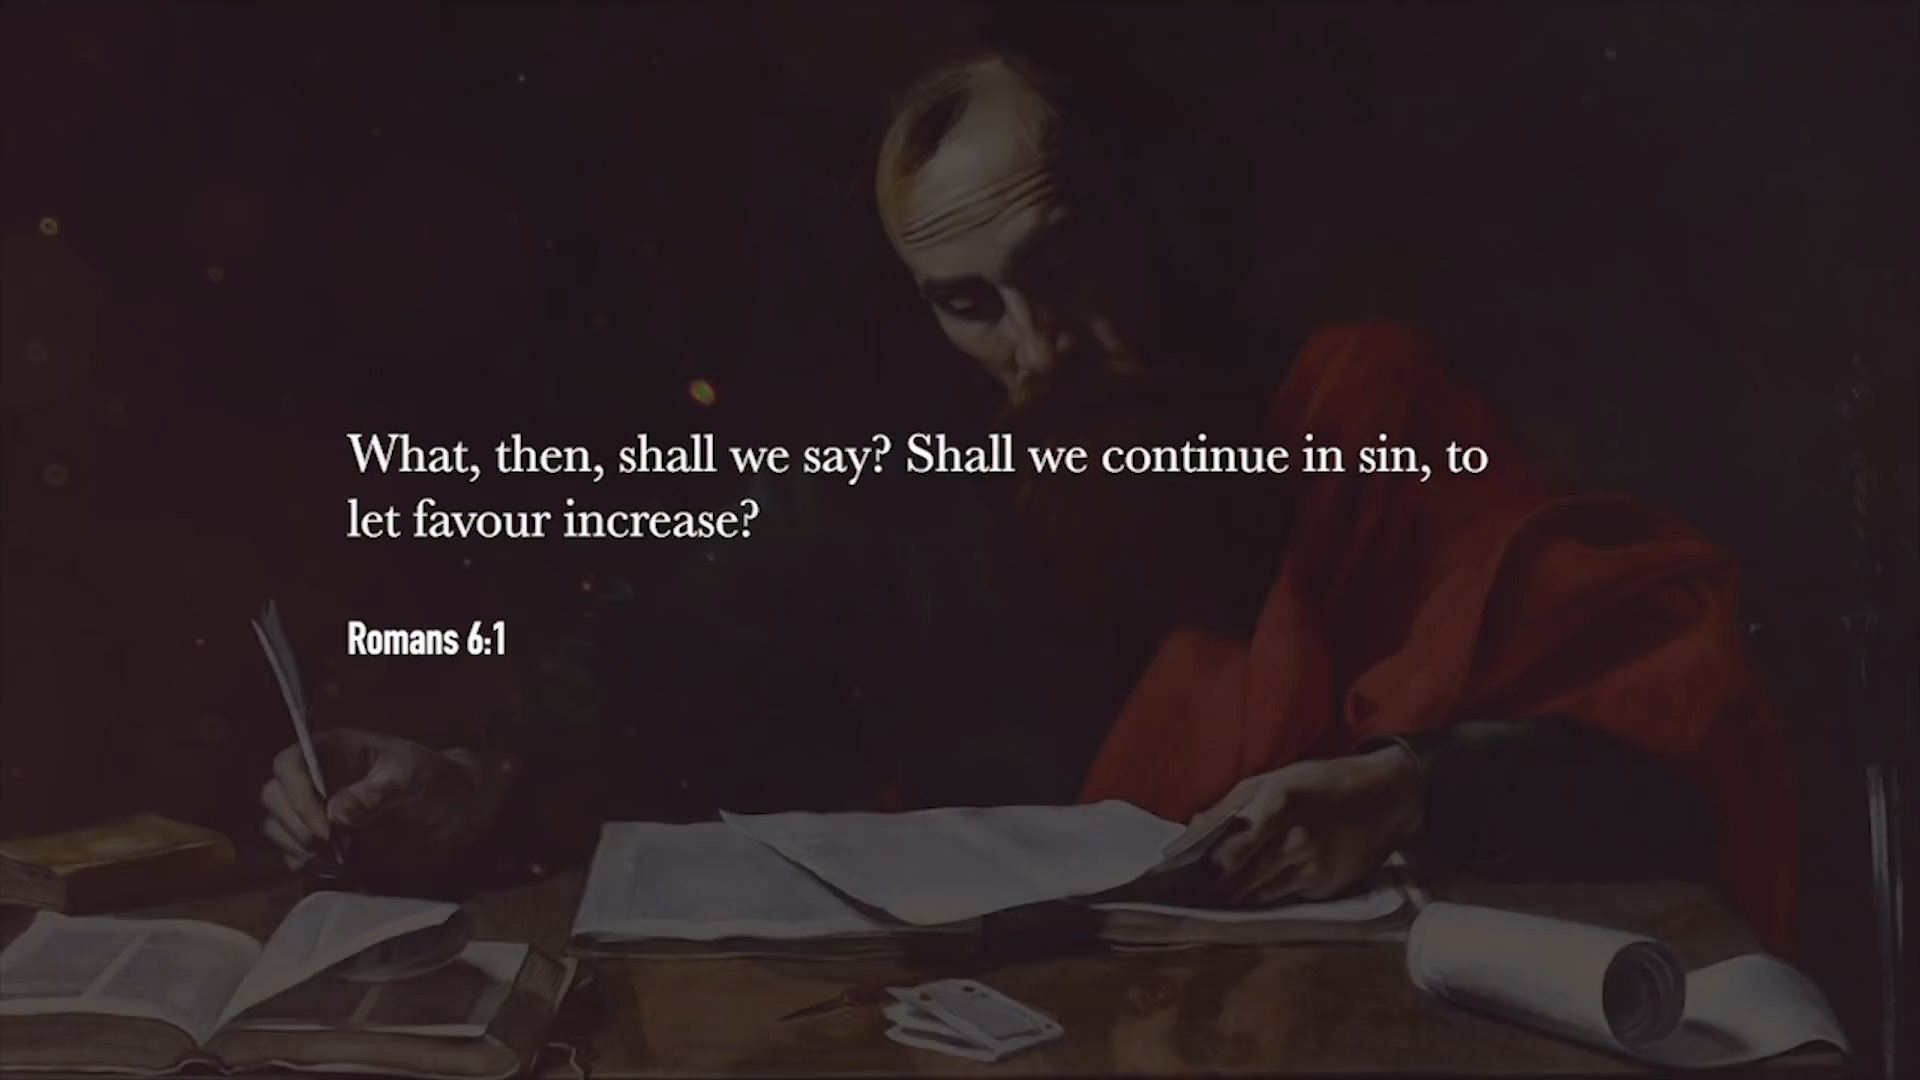 What, then, shall we say? Shall we continue in sin, to
let favour increase?
Romans 6:1